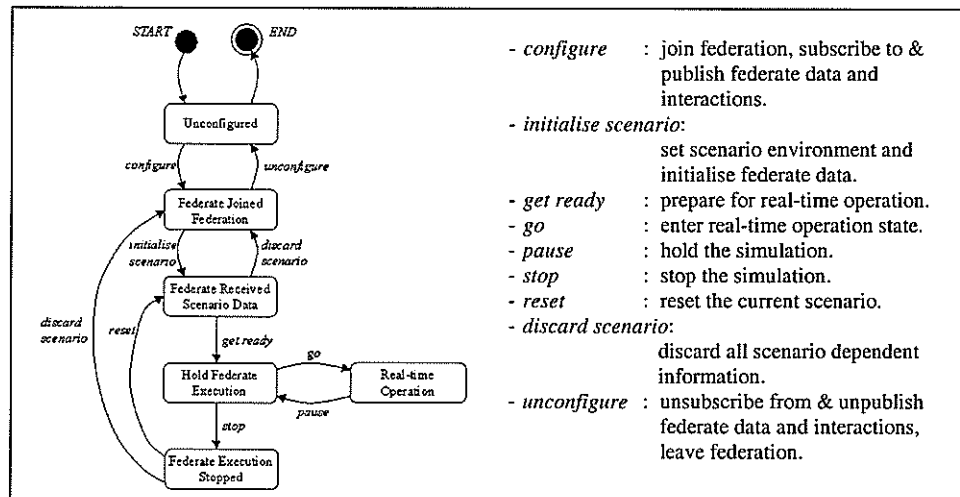 START
END
Unconfigured
configure
unconfigure
Federate Joined
Federation
initialise
scenario
discard
scenario
Federate Received
Scenario Data
discard
scenario
reset
get ready
go
Hold Federate
Execution
Real-time
Operation
pause
stop
Federate Execution
Stopped
- configure : join federation, subscribe to &
publish federate data and
interactions.
- initialise scenario:
set scenario environment and
initialise federate data.
- get ready : prepare for real-time operation.
- go : enter real-time operation state.
- pause : hold the simulation.
- stop : stop the simulation.
- reset : reset the current scenario.
- discard scenario:
discard all scenario dependent
information.
- unconfigure : unsubscribe from & unpublish
federate data and interactions,
leave federation.